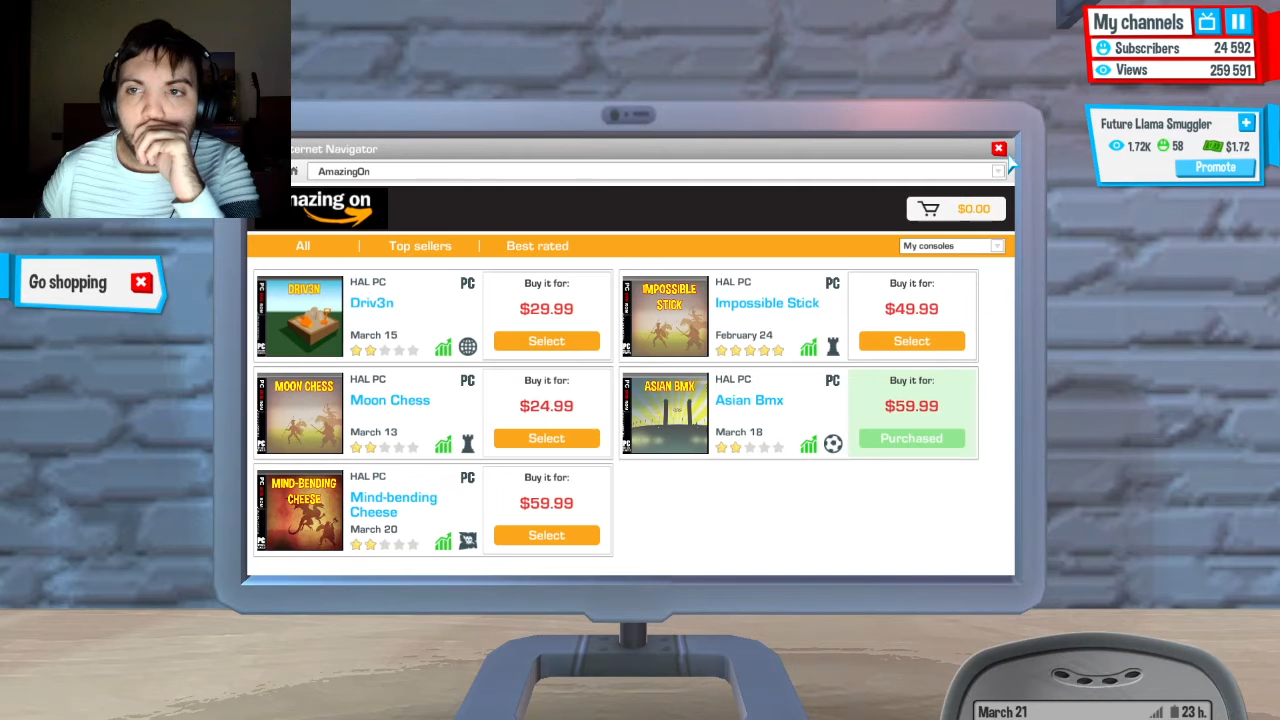 My channels
Subscribers 24 592
Views 259 591
Future Llama Smuggler
1.72K 58 $1.72
Promote
ternet Navigator
AmazingOn
nazing on
$0.00
All | Top sellers | Best rated
My consoles
Go shopping
DRIV3N
HAL PC PC
Driv3n
March 15
Buy it for:
$29.99
Select
IMPOSSIBLE STICK
HAL PC PC
Impossible Stick
February 24
Buy it for:
$49.99
Select
MOON CHESS
HAL PC PC
Moon Chess
March 13
Buy it for:
$24.99
Select
ASIAN BMX
HAL PC PC
Asian Bmx
March 18
Buy it for:
$59.99
Purchased
MIND-BENDING CHEESE
HAL PC PC
Mind-bending
Cheese
March 20
Buy it for:
$59.99
Select
March 21 23 h.